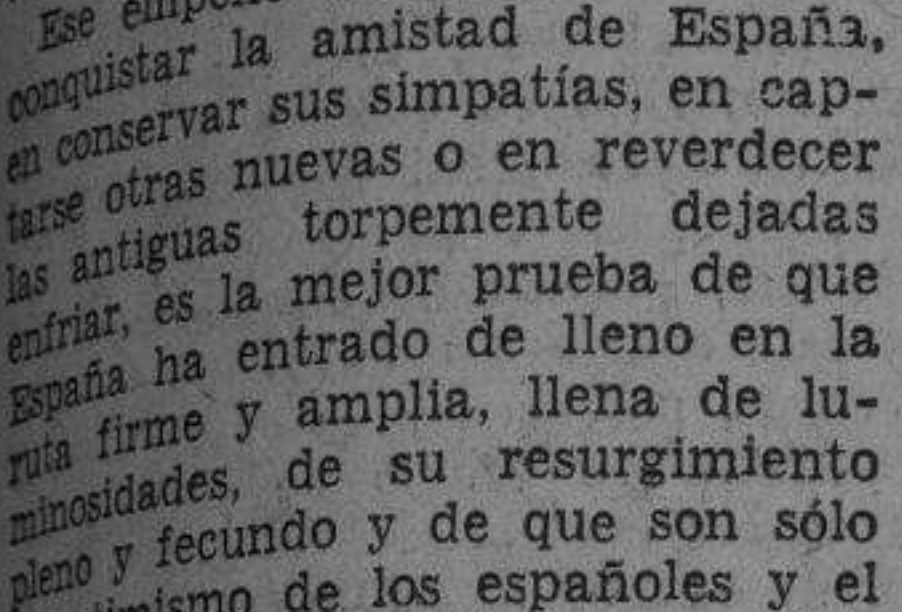 Ese
conquistar la amistad de España,
en conservar sus simpatías, en cap-
tarse otras nuevas o en reverdecer
las antiguas torpemente dejadas
enfriar, es la mejor prueba de que
España ha entrado de lleno en la
ruta firme y amplia, llena de lu-
minosidades, de su resurgimiento
pleno y fecundo y de que son sólo
de los españoles y el